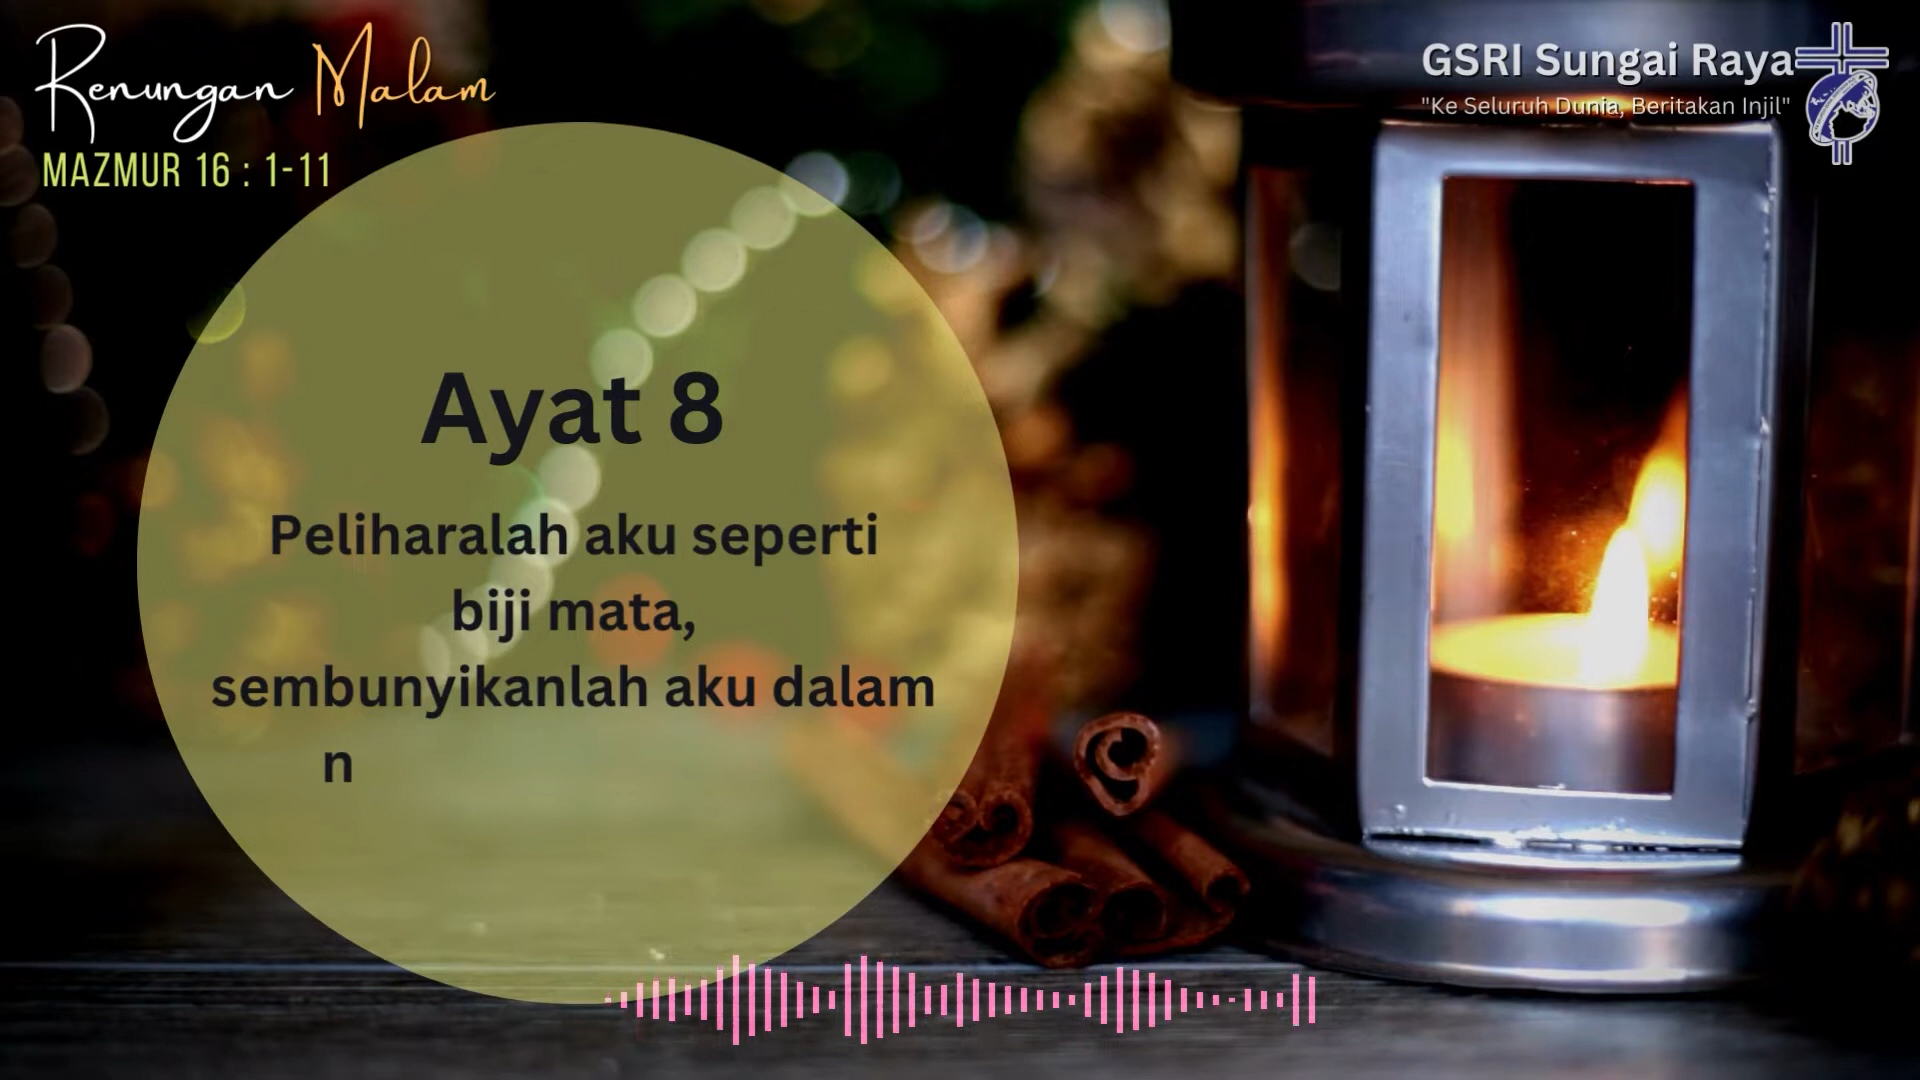 Renungan Malam
MAZMUR 16 : 1-11
GSRI Sungai Raya
"Ke Seluruh Dunia, Beritakan Injil"
Ayat 8
Peliharalah aku seperti
biji mata,
sembunyikanlah aku dalam
n